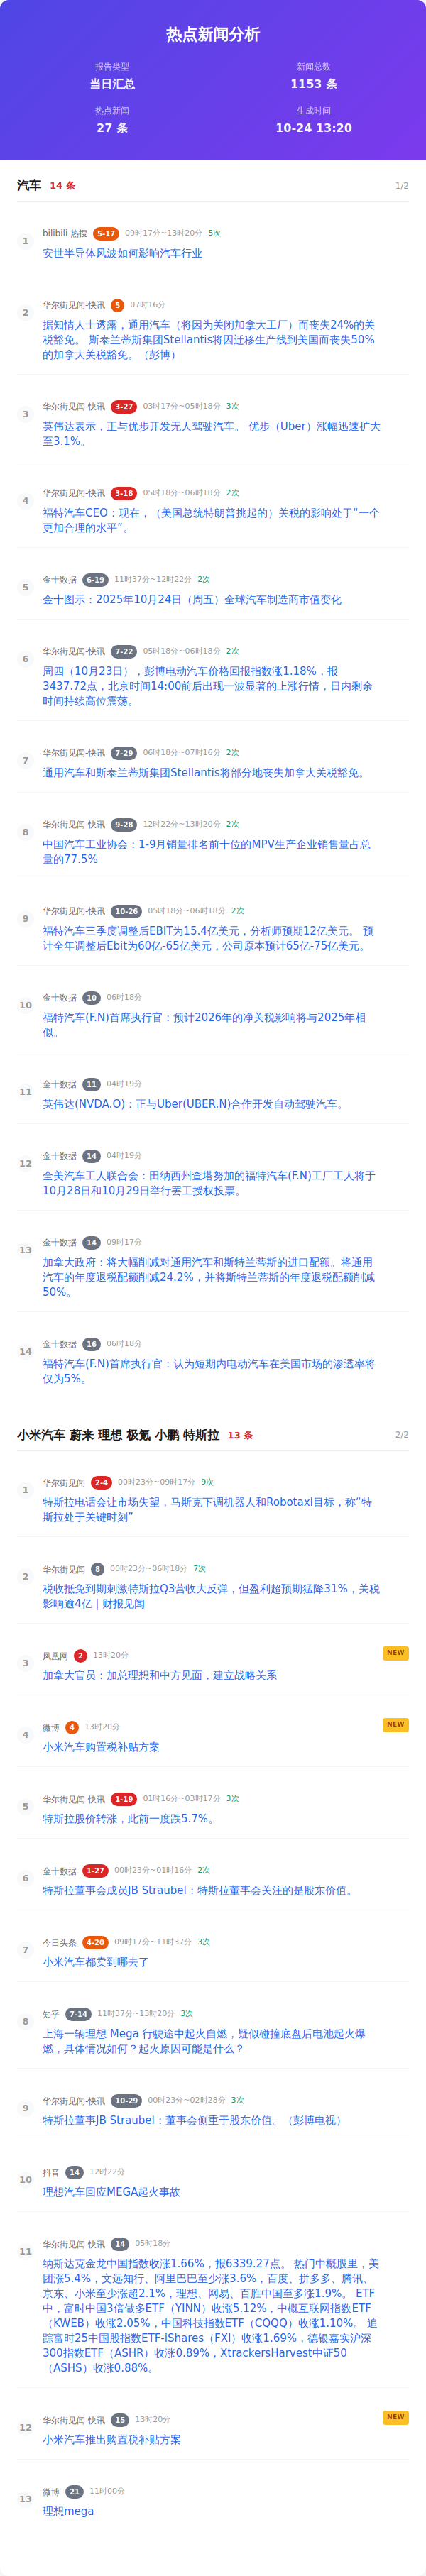 热点新闻分析
报告类型
当日汇总
新闻总数
1153 条
热点新闻
27 条
生成时间
10-24 13:20
汽车 14 条
1/2
1
bilibili 热搜 5-17 09时17分~13时20分 5次
安世半导体风波如何影响汽车行业
2
华尔街见闻-快讯 5 07时16分
据知情人士透露，通用汽车（将因为关闭加拿大工厂）而丧失24%的关
税豁免。 斯泰兰蒂斯集团Stellantis将因迁移生产线到美国而丧失50%
的加拿大关税豁免。（彭博）
3
华尔街见闻-快讯 3-27 03时17分~05时18分 3次
英伟达表示，正与优步开发无人驾驶汽车。 优步（Uber）涨幅迅速扩大
至3.1%。
4
华尔街见闻-快讯 3-18 05时18分~06时18分 2次
福特汽车CEO：现在，（美国总统特朗普挑起的）关税的影响处于“一个
更加合理的水平”。
5
金十数据 6-19 11时37分~12时22分 2次
金十图示：2025年10月24日（周五）全球汽车制造商市值变化
6
华尔街见闻-快讯 7-22 05时18分~06时18分 2次
周四（10月23日），彭博电动汽车价格回报指数涨1.18%，报
3437.72点，北京时间14:00前后出现一波显著的上涨行情，日内剩余
时间持续高位震荡。
7
华尔街见闻-快讯 7-29 06时18分~07时16分 2次
通用汽车和斯泰兰蒂斯集团Stellantis将部分地丧失加拿大关税豁免。
8
华尔街见闻-快讯 9-28 12时22分~13时20分 2次
中国汽车工业协会：1-9月销量排名前十位的MPV生产企业销售量占总
量的77.5%
9
华尔街见闻-快讯 10-26 05时18分~06时18分 2次
福特汽车三季度调整后EBIT为15.4亿美元，分析师预期12亿美元。 预
计全年调整后Ebit为60亿-65亿美元，公司原本预计65亿-75亿美元。
10
金十数据 10 06时18分
福特汽车(F.N)首席执行官：预计2026年的净关税影响将与2025年相
似。
11
金十数据 11 04时19分
英伟达(NVDA.O)：正与Uber(UBER.N)合作开发自动驾驶汽车。
12
金十数据 14 04时19分
全美汽车工人联合会：田纳西州查塔努加的福特汽车(F.N)工厂工人将于
10月28日和10月29日举行罢工授权投票。
13
金十数据 14 09时17分
加拿大政府：将大幅削减对通用汽车和斯特兰蒂斯的进口配额。将通用
汽车的年度退税配额削减24.2%，并将斯特兰蒂斯的年度退税配额削减
50%。
14
金十数据 16 06时18分
福特汽车(F.N)首席执行官：认为短期内电动汽车在美国市场的渗透率将
仅为5%。
小米汽车 蔚来 理想 极氪 小鹏 特斯拉 13 条
2/2
1
华尔街见闻 2-4 00时23分~09时17分 9次
特斯拉电话会让市场失望，马斯克下调机器人和Robotaxi目标，称“特
斯拉处于关键时刻”
2
华尔街见闻 8 00时23分~06时18分 7次
税收抵免到期刺激特斯拉Q3营收大反弹，但盈利超预期猛降31%，关税
影响逾4亿 | 财报见闻
3
凤凰网 2 13时20分
NEW
加拿大官员：加总理想和中方见面，建立战略关系
4
微博 4 13时20分
NEW
小米汽车购置税补贴方案
5
华尔街见闻-快讯 1-19 01时16分~03时17分 3次
特斯拉股价转涨，此前一度跌5.7%。
6
金十数据 1-27 00时23分~01时16分 2次
特斯拉董事会成员JB Straubel：特斯拉董事会关注的是股东价值。
7
今日头条 4-20 09时17分~11时37分 3次
小米汽车都卖到哪去了
8
知乎 7-14 11时37分~13时20分 3次
上海一辆理想 Mega 行驶途中起火自燃，疑似碰撞底盘后电池起火爆
燃，具体情况如何？起火原因可能是什么？
9
华尔街见闻-快讯 10-29 00时23分~02时28分 3次
特斯拉董事JB Straubel：董事会侧重于股东价值。（彭博电视）
10
抖音 14 12时22分
理想汽车回应MEGA起火事故
11
华尔街见闻-快讯 14 05时18分
纳斯达克金龙中国指数收涨1.66%，报6339.27点。 热门中概股里，美
团涨5.4%，文远知行、阿里巴巴至少涨3.6%，百度、拼多多、腾讯、
京东、小米至少涨超2.1%，理想、网易、百胜中国至多涨1.9%。 ETF
中，富时中国3倍做多ETF（YINN）收涨5.12%，中概互联网指数ETF
（KWEB）收涨2.05%，中国科技指数ETF（CQQQ）收涨1.10%。 追
踪富时25中国股指数ETF-iShares（FXI）收涨1.69%，德银嘉实沪深
300指数ETF（ASHR）收涨0.89%，XtrackersHarvest中证50
（ASHS）收涨0.88%。
12
华尔街见闻-快讯 15 13时20分
NEW
小米汽车推出购置税补贴方案
13
微博 21 11时00分
理想mega